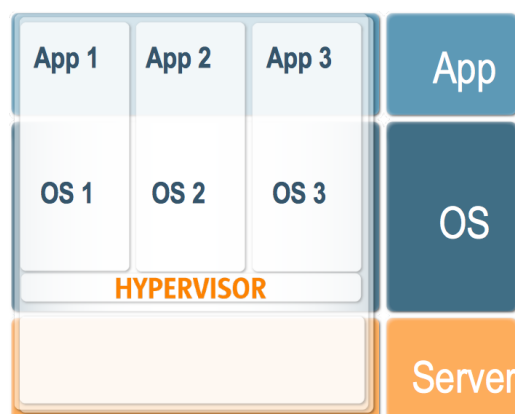 App 1 App 2 App 3
App
OS 1 OS 2 OS 3
OS
HYPERVISOR
Server